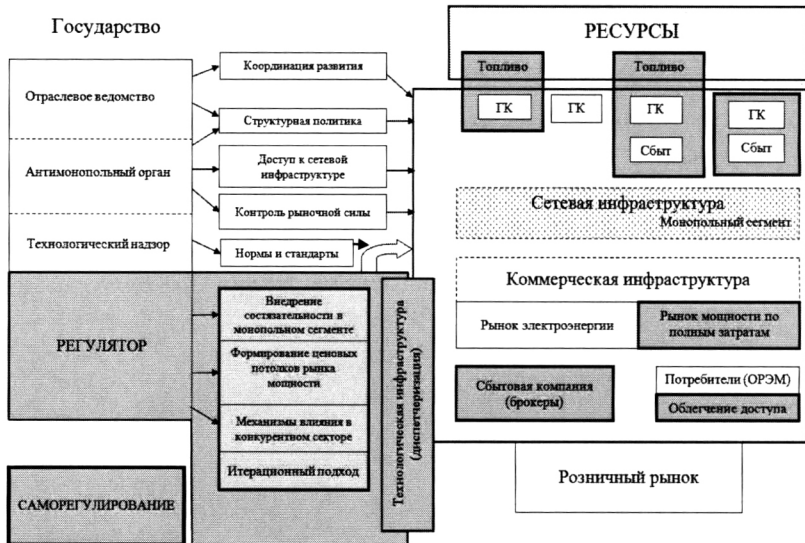 Государство
РЕСУРСЫ
Отраслевое ведомство
Антимонопольный орган
Технологический надзор
Координация развития
Структурная политика
Доступ к сетевой
инфраструктуре
Контроль рыночной силы
Нормы и стандарты
Топливо
ГК
ГК
Топливо
ГК
Сбыт
ГК
Сбыт
Сетевая инфраструктура
Монопольный сегмент
Коммерческая инфраструктура
Рынок электроэнергии
Рынок мощности по
полным затратам
Сбытовая компания
(брокеры)
Потребители (ОРЭМ)
Облегчение доступа
Розничный рынок
РЕГУЛЯТОР
Внедрение
состязательности в
монопольном сегменте
Формирование ценовых
потолков рынка
мощности
Механизмы влияния в
конкурентном секторе
Итерационный подход
Технологическая инфраструктура
(диспетчеризация)
САМОРЕГУЛИРОВАНИЕ